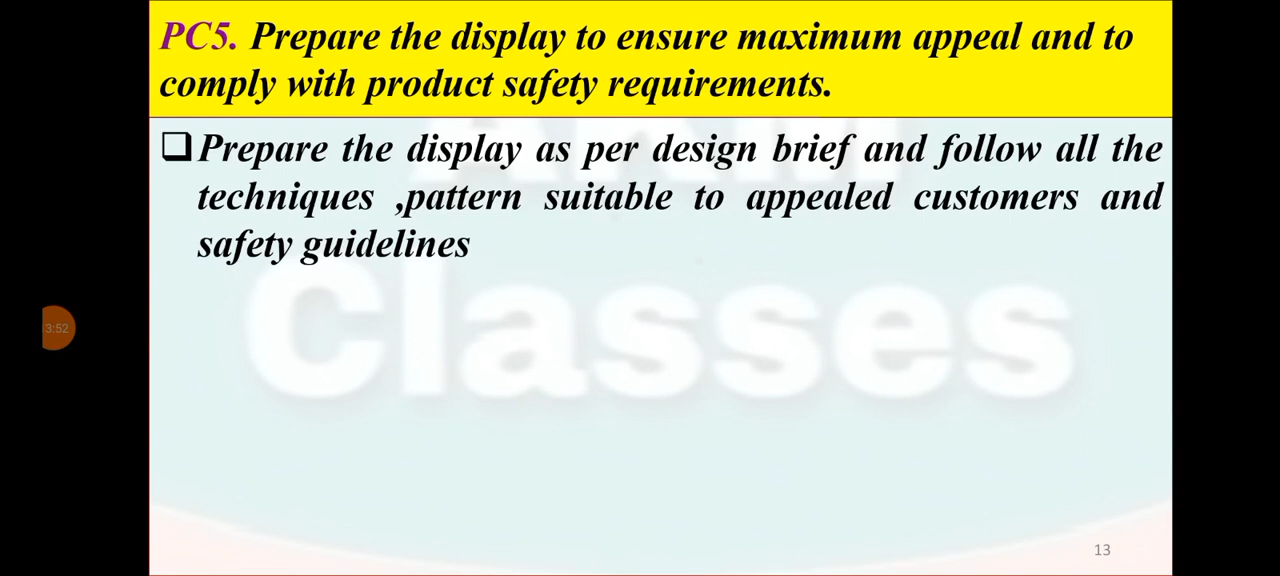 PC5. Prepare the display to ensure maximum appeal and to
comply with product safety requirements.
❑Prepare the display as per design brief and follow all the
techniques ,pattern suitable to appealed customers and
safety guidelines
Classes
3:52
13